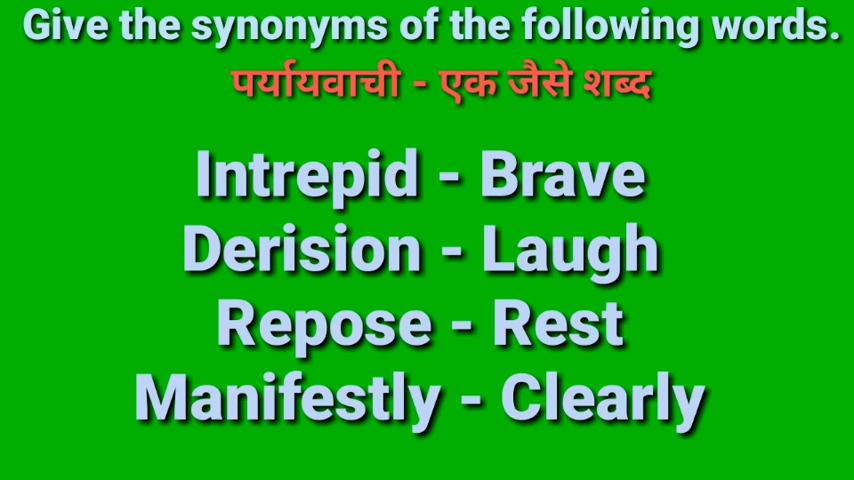 Give the synonyms of the following words.
पर्यायवाची - एक जैसे शब्द
Intrepid - Brave
Derision - Laugh
Repose - Rest
Manifestly - Clearly